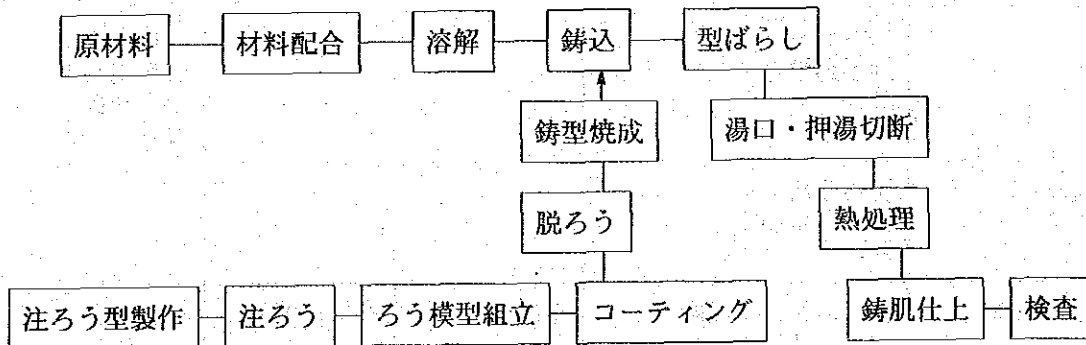 原材料
材料配合
溶解
鋳込
型ばらし
鋳型焼成
湯口・押湯切断
脱ろう
熱処理
注ろう型製作
注ろう
ろう模型組立
コーティング
鋳肌仕上
検査